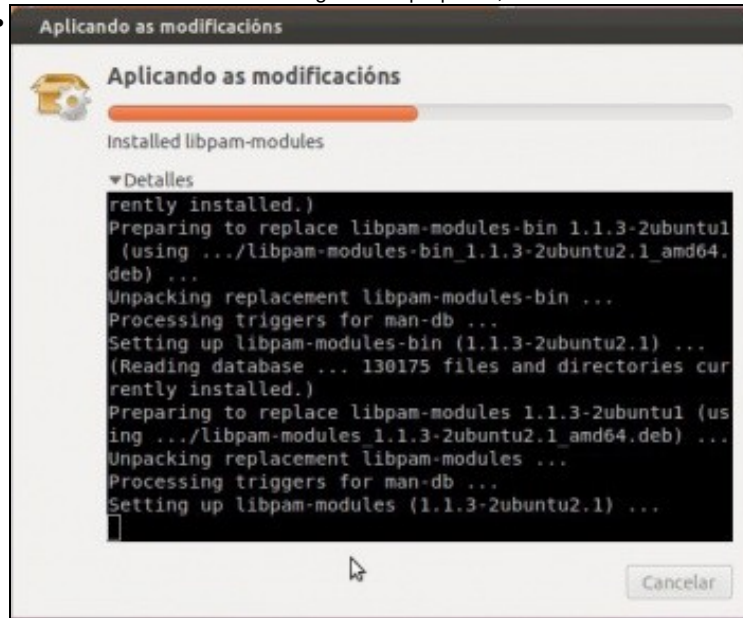 Aplicando as modificacións
Aplicando as modificacións
Installed libpam-modules
▼Detalles
rently installed.)
Preparing to replace libpam-modules-bin 1.1.3-2ubuntu1
(using .../libpam-modules-bin_1.1.3-2ubuntu2.1_amd64.
deb) ...
Unpacking replacement libpam-modules-bin ...
Processing triggers for man-db ...
Setting up libpam-modules-bin (1.1.3-2ubuntu2.1) ...
(Reading database ... 130175 files and directories cur
rently installed.)
Preparing to replace libpam-modules 1.1.3-2ubuntu1 (us
ing .../libpam-modules_1.1.3-2ubuntu2.1_amd64.deb) ...
Unpacking replacement libpam-modules ...
Processing triggers for man-db ...
Setting up libpam-modules (1.1.3-2ubuntu2.1) ...
Cancelar